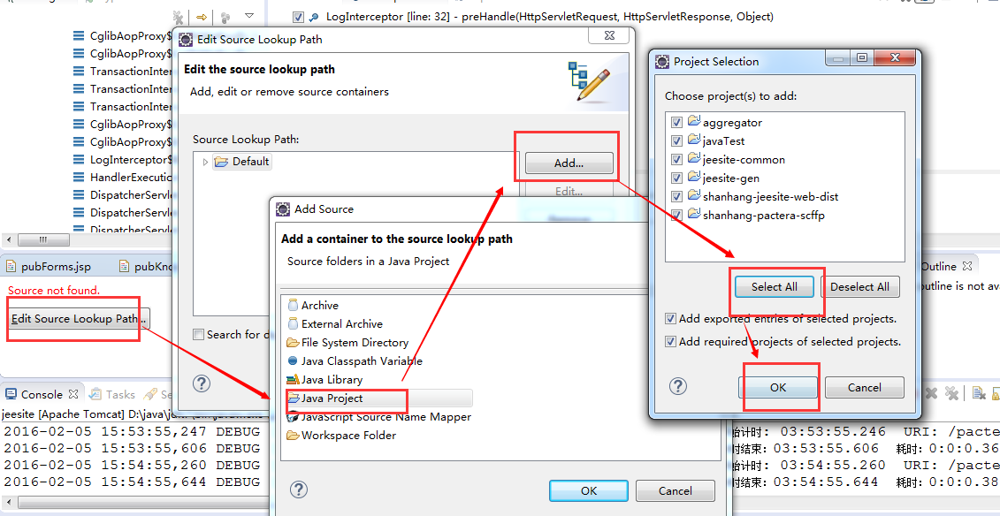 LogInterceptor [line: 32] - preHandle(HttpServletRequest, HttpServletResponse, Object)
CglibAopProxy$
CglibAopProxy$
TransactionInter
TransactionInter
TransactionInter
CglibAopProxy$
CglibAopProxy$
LogInterceptor$
HandlerExecutio
DispatcherServle
DispatcherServle
DispatcherServle
pubForms.jsp
pubKno
Source not found.
Edit Source Lookup Path...
Edit Source Lookup Path
Edit the source lookup path
Add, edit or remove source containers
Source Lookup Path:
Default
Add...
Edit...
Remove
Search for d
Add Source
Add a container to the source lookup path
Source folders in a Java Project
Archive
External Archive
File System Directory
Java Classpath Variable
Java Library
Java Project
JavaScript Source Name Mapper
Workspace Folder
OK
Cancel
Project Selection
Choose project(s) to add:
aggregator
javaTest
jeesite-common
jeesite-gen
shanhang-jeesite-web-dist
shanhang-pactera-scffp
Select All
Deselect All
Add exported entries of selected projects.
Add required projects of selected projects.
OK
Cancel
Outline
outline is not ava
Console
Tasks
Se
jeesite [Apache Tomcat] D:\java\
2016-02-05 15:53:55,247 DEBUG
2016-02-05 15:53:55,606 DEBUG
2016-02-05 15:54:55,260 DEBUG
2016-02-05 15:54:55,644 DEBUG
始计时: 03:53:55.246 URI: /pacte
时结束: 03:53:55.606 耗时: 0:0:0.36
始计时: 03:54:55.260 URI: /pacte
时结束: 03:54:55.644 耗时: 0:0:0.38